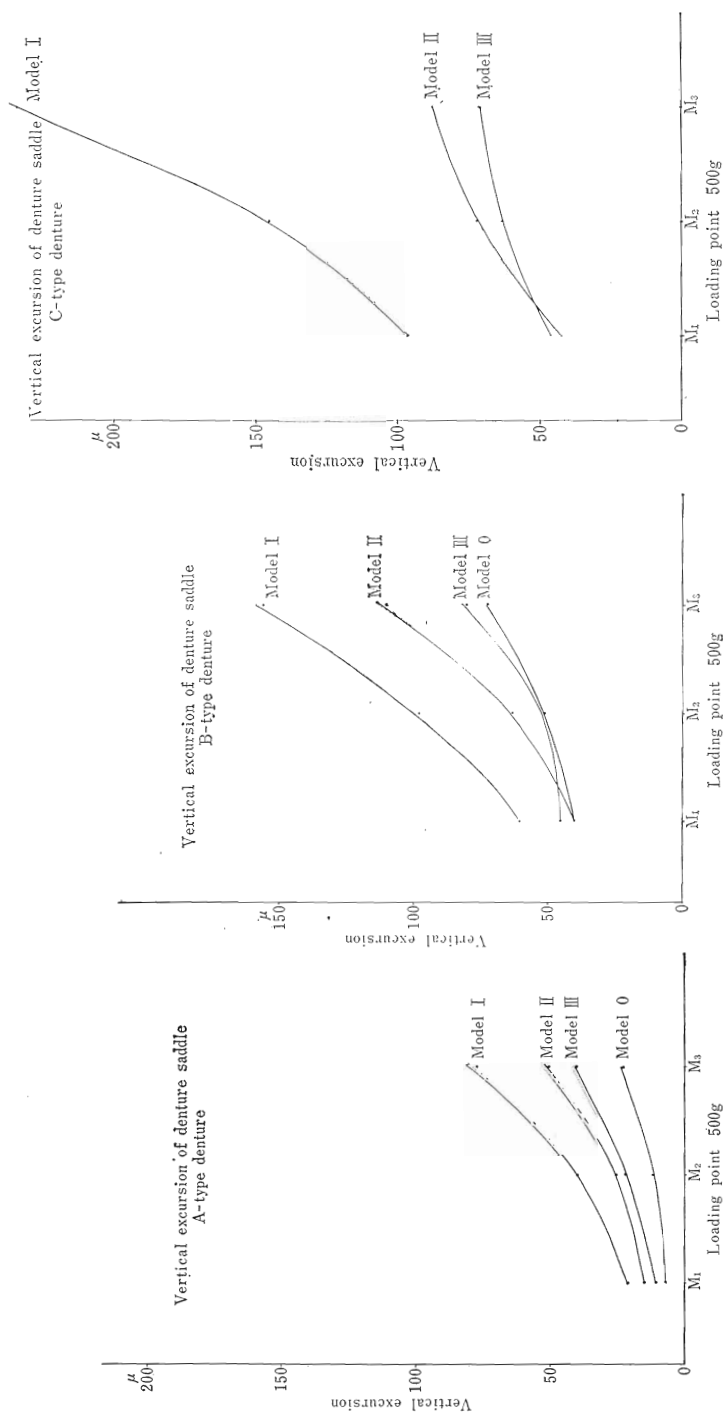 Vertical excursion of denture saddle
A-type denture
μ
200
150
100
50
0
Vertical excursion
Model I
Model II
Model III
Model 0
M1
M2
M3
Loading point 500g
Vertical excursion of denture saddle
B-type denture
μ
150
100
50
0
Vertical excursion
Model I
Model II
Model III
Model 0
M1
M2
M3
Loading point 500g
Vertical excursion of denture saddle
C-type denture
μ
200
150
100
50
0
Vertical excursion
Model I
Model II
Model III
M1
M2
M3
Loading point 500g